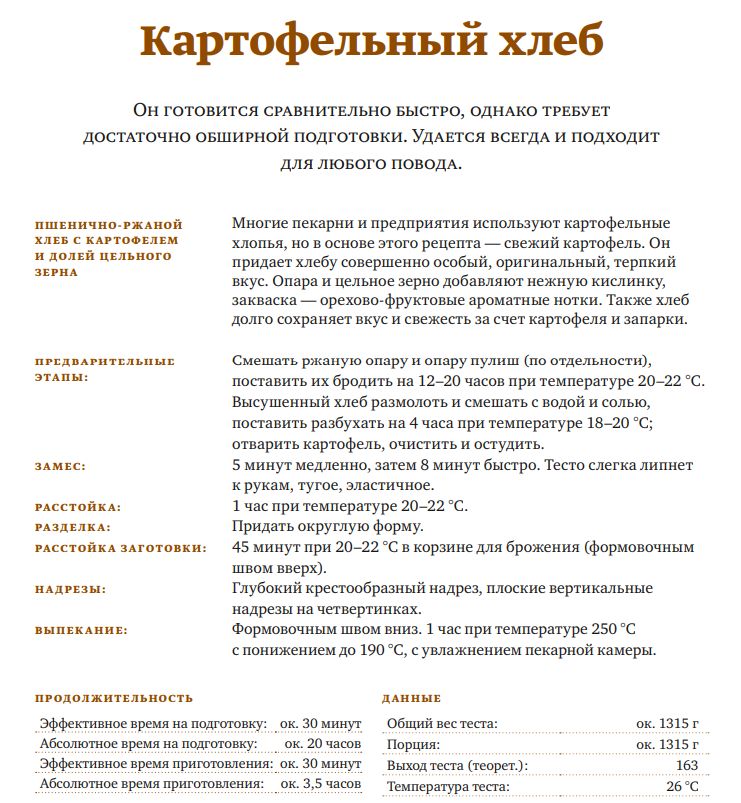 Картофельный хлеб
Он готовится сравнительно быстро, однако требует
достаточно обширной подготовки. Удается всегда и подходит
для любого повода.
пшенично-ржаной
хлеб с картофелем
и долей цельного
зерна
Многие пекарни и предприятия используют картофельные
хлопья, но в основе этого рецепта — свежий картофель. Он
придает хлебу совершенно особый, оригинальный, терпкий
вкус. Опара и цельное зерно добавляют нежную кислинку,
закваска — орехово-фруктовые ароматные нотки. Также хлеб
долго сохраняет вкус и свежесть за счет картофеля и запарки.
предварительные
этапы:
Смешать ржаную опару и опару пулиш (по отдельности),
поставить их бродить на 12–20 часов при температуре 20–22 °C.
Высушенный хлеб размолоть и смешать с водой и солью,
поставить разбухать на 4 часа при температуре 18–20 °C;
отварить картофель, очистить и остудить.
замес: 5 минут медленно, затем 8 минут быстро. Тесто слегка липнет
к рукам, тугое, эластичное.
расстойка: 1 час при температуре 20–22 °C.
разделка: Придать округлую форму.
расстойка заготовки: 45 минут при 20–22 °C в корзине для брожения (формовочным
швом вверх).
надрезы: Глубокий крестообразный надрез, плоские вертикальные
надрезы на четвертинках.
выпекание: Формовочным швом вниз. 1 час при температуре 250 °C
с понижением до 190 °C, с увлажнением пекарной камеры.
продолжительность
Эффективное время на подготовку: ок. 30 минут
Абсолютное время на подготовку: ок. 20 часов
Эффективное время приготовления: ок. 30 минут
Абсолютное время приготовления: ок. 3,5 часов
данные
Общий вес теста: ок. 1315 г
Порция: ок. 1315 г
Выход теста (теорет.): 163
Температура теста: 26 °C